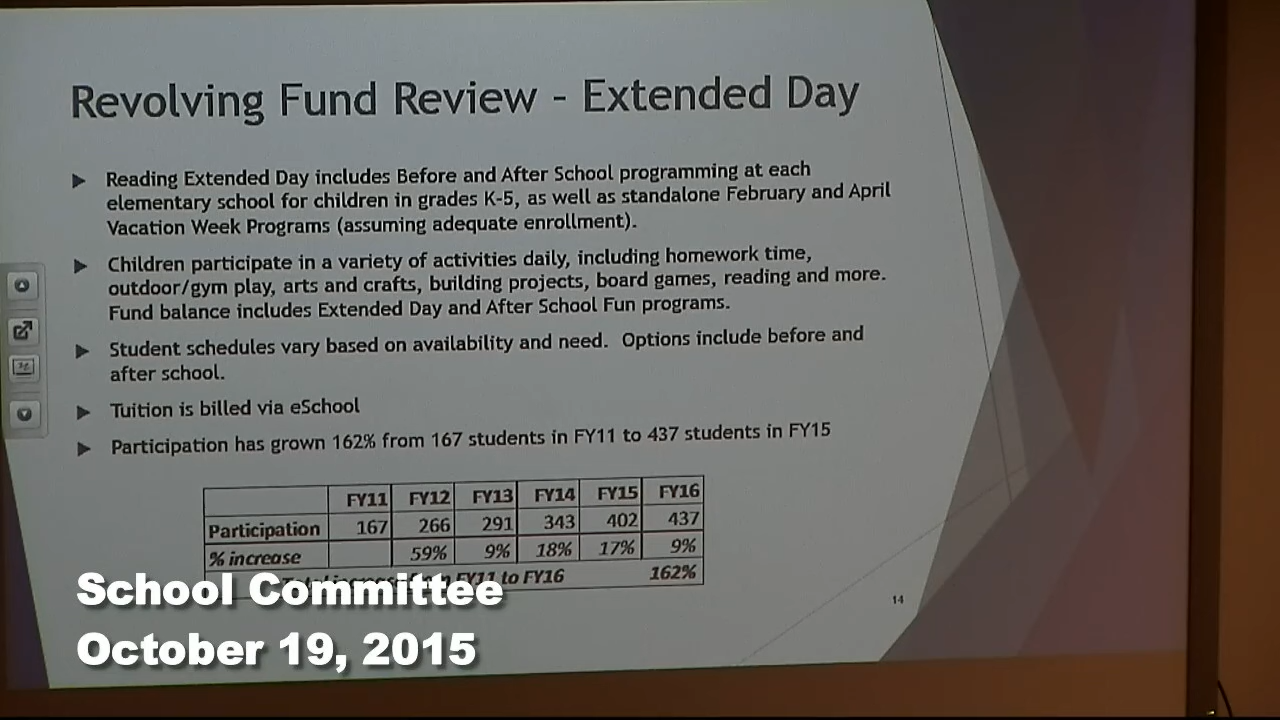 Revolving Fund Review - Extended Day
Reading Extended Day includes Before and After School programming at each
elementary school for children in grades K-5, as well as standalone February and April
Vacation Week Programs (assuming adequate enrollment).
Children participate in a variety of activities daily, including homework time,
outdoor/gym play, arts and crafts, building projects, board games, reading and more.
Fund balance includes Extended Day and After School Fun programs.
Student schedules vary based on availability and need. Options include before and
after school.
Tuition is billed via eSchool
Participation has grown 162% from 167 students in FY11 to 437 students in FY15
FY11 FY12 FY13 FY14 FY15 FY16
Participation 167 266 291 343 402 437
% increase 59% 9% 18% 17% 9%
FY11 to FY16 162%
14
School Committee
October 19, 2015